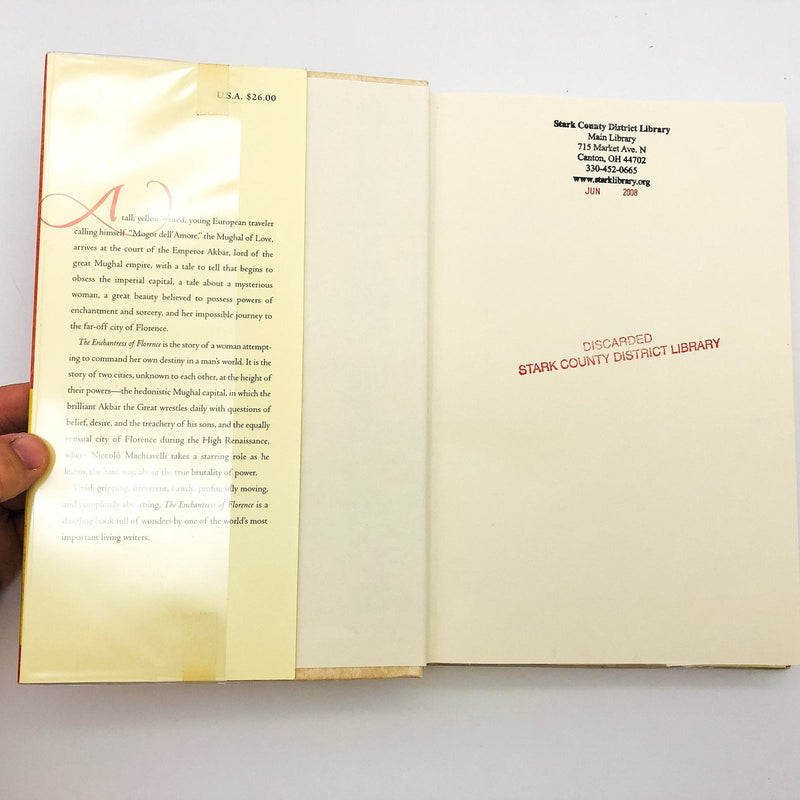 U.S.A. $26.00
A tall, yellow-haired, young European traveler
calling himself "Mogor dell'Amore," the Mughal of Love,
arrives at the court of the Emperor Akbar, lord of the
great Mughal empire, with a tale to tell that begins to
obsess the imperial capital, a tale about a mysterious
woman, a great beauty believed to possess powers of
enchantment and sorcery, and her impossible journey to
the far-off city of Florence.
The Enchantress of Florence is the story of a woman attempt-
ing to command her own destiny in a man's world. It is the
story of two cities, unknown to each other, at the height of
their powers—the hedonistic Mughal capital, in which the
brilliant Akbar the Great wrestles daily with questions of
belief, desire, and the treachery of his sons, and the equally
sensual city of Florence during the High Renaissance,
where Niccolò Machiavelli takes a starring role as he
learns, the hard way, about the true brutality of power.
Vivid, gripping, irreverent, bawdy, profoundly moving,
and completely absorbing, The Enchantress of Florence is a
dazzling book full of wonders by one of the world's most
important living writers.
Stark County District Library
Main Library
715 Market Ave. N
Canton, OH 44702
330-452-0665
www.starklibrary.org
JUN 2008
DISCARDED
STARK COUNTY DISTRICT LIBRARY